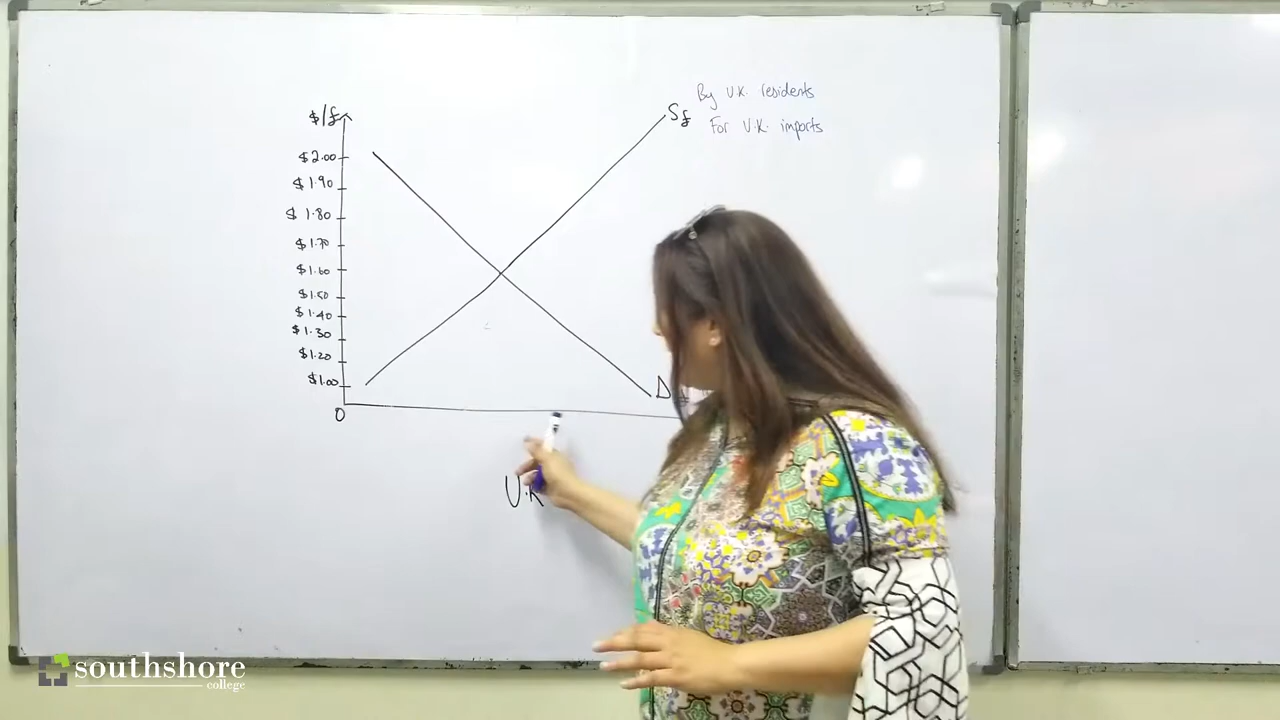 By U.K. residents
S£
For U.K. imports
$/£
$2.00
$1.90
$1.80
$1.70
$1.60
$1.50
$1.40
$1.30
$1.20
$1.00
D
0
U.K
southshore
college